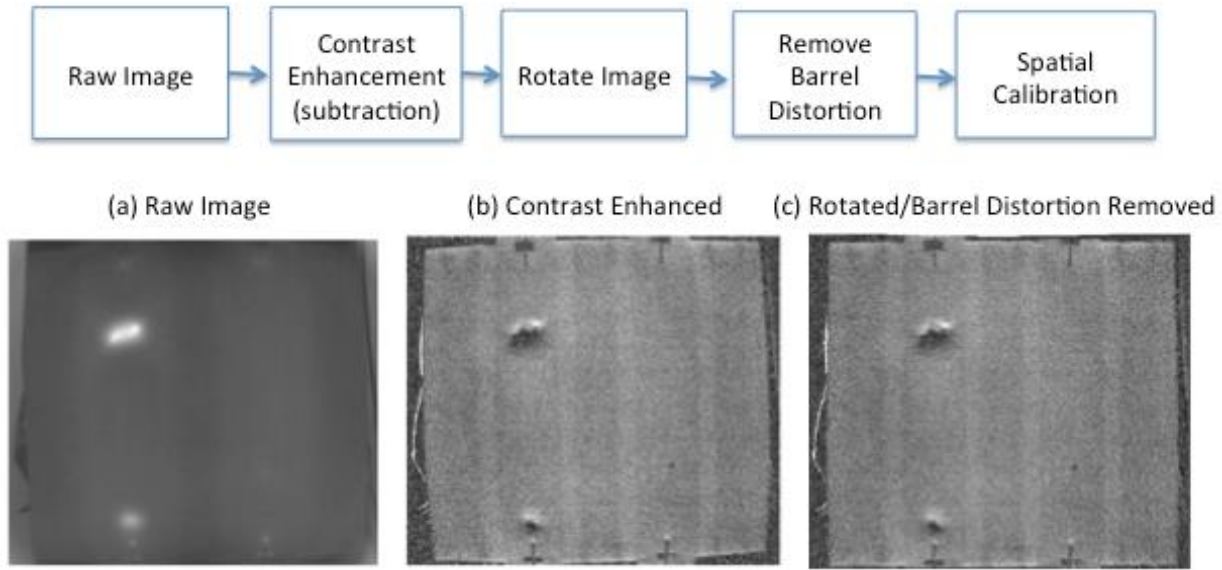 Raw Image
Contrast
Enhancement
(subtraction)
Rotate Image
Remove
Barrel
Distortion
Spatial
Calibration
(a) Raw Image
(b) Contrast Enhanced
(c) Rotated/Barrel Distortion Removed